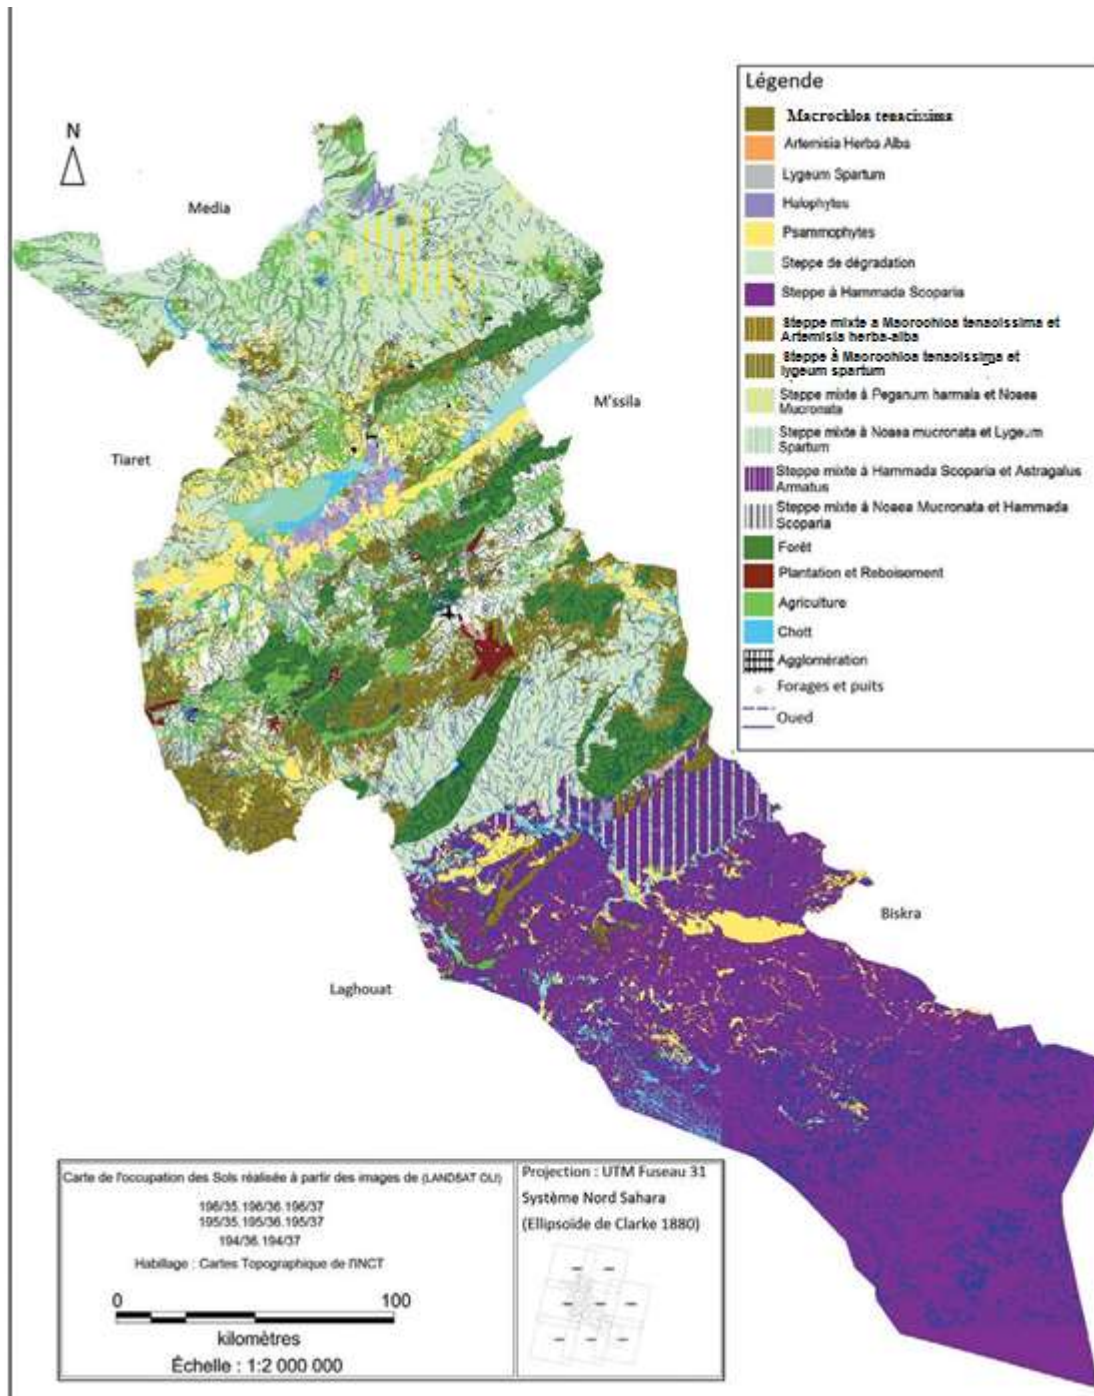 N
Media
M'ssila
Tiaret
Biskra
Laghouat
Légende
Macrochloa tenacissima
Artemisia Herba Alba
Lygeum Spartum
Halophytes
Psammophytes
Steppe de dégradation
Steppe à Hammada Scoparia
Steppe mixte a Maoroohloa tenaoissima et
Artemisia herba-alba
Steppe à Maoroohloa tenaoissima et
lygeum spartum
Steppe mixte à Peganum harmala et Noaea
Mucronata
Steppe mixte à Noaea mucronata et Lygeum
Spartum
Steppe mixte à Hammada Scoparia et Astragalus
Armatus
Steppe mixte à Noaea Mucronata et Hammada
Scoparia
Forêt
Plantation et Reboisement
Agriculture
Chott
Agglomération
Forages et puits
Oued
Carte de l'occupation des Sols réalisée à partir des images de (LANDSAT OLI)
196/35.196/36.196/37
195/35.195/36.195/37
194/36.194/37
Habillage : Cartes Topographique de l'INCT
0 100
kilomètres
Échelle : 1:2 000 000
Projection : UTM Fuseau 31
Système Nord Sahara
(Ellipsoïde de Clarke 1880)